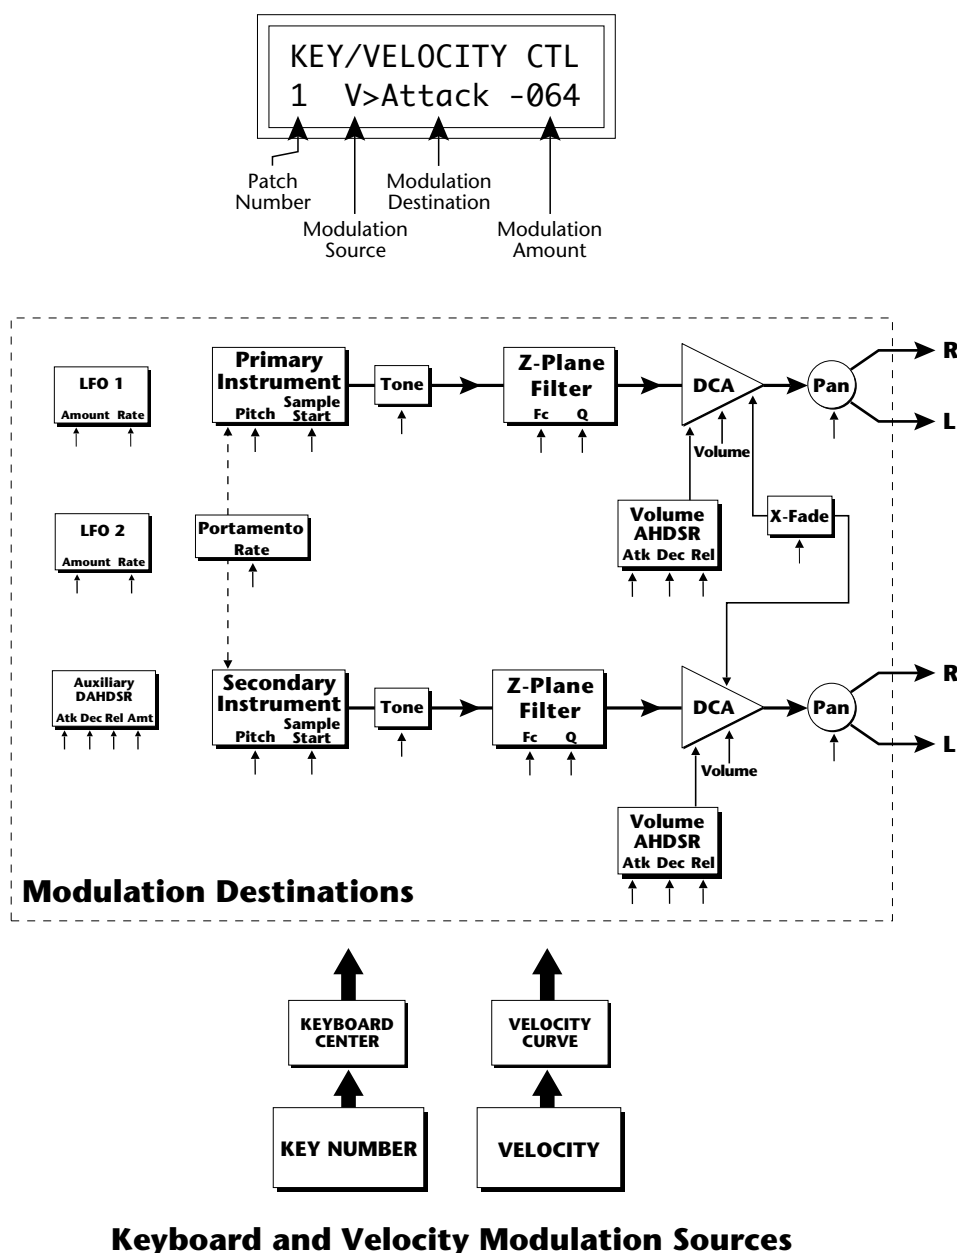 KEY/VELOCITY CTL
1 V>Attack -064
Patch
Number
Modulation
Source
Modulation
Destination
Modulation
Amount
LFO 1
Amount Rate
Primary
Instrument
Pitch
Sample
Start
Tone
Z-Plane
Filter
Fc Q
DCA
Volume
Pan
R
L
LFO 2
Amount Rate
Portamento
Rate
Volume
AHDSR
Atk Dec Rel
X-Fade
Auxiliary
DAHDSR
Atk Dec Rel Amt
Secondary
Instrument
Pitch
Sample
Start
Tone
Z-Plane
Filter
Fc Q
DCA
Volume
Pan
R
L
Volume
AHDSR
Atk Dec Rel
Modulation Destinations
KEYBOARD
CENTER
VELOCITY
CURVE
KEY NUMBER
VELOCITY
Keyboard and Velocity Modulation Sources